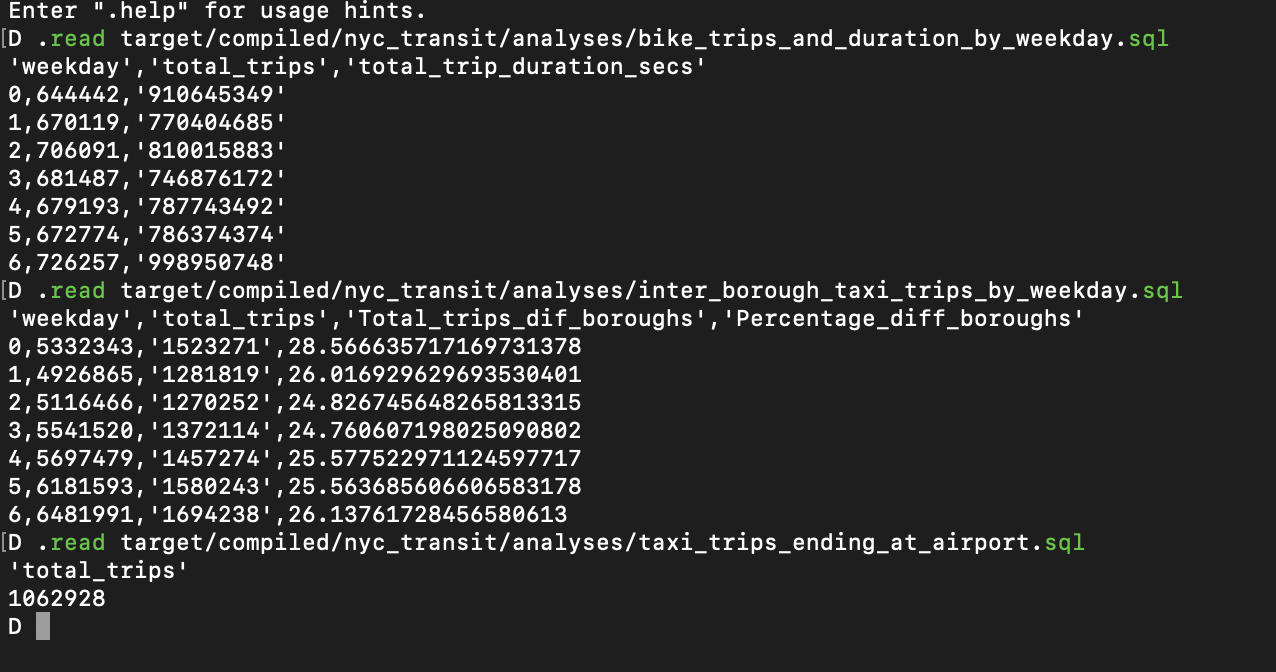 Enter ".help" for usage hints.
[D .read target/compiled/nyc_transit/analyses/bike_trips_and_duration_by_weekday.sql
'weekday','total_trips','total_trip_duration_secs'
0,644442,'910645349'
1,670119,'770404685'
2,706091,'810015883'
3,681487,'746876172'
4,679193,'787743492'
5,672774,'786374374'
6,726257,'998950748'
[D .read target/compiled/nyc_transit/analyses/inter_borough_taxi_trips_by_weekday.sql
'weekday','total_trips','Total_trips_dif_boroughs','Percentage_diff_boroughs'
0,5332343,'1523271',28.566635717169731378
1,4926865,'1281819',26.016929629693530401
2,5116466,'1270252',24.826745648265813315
3,5541520,'1372114',24.760607198025090802
4,5697479,'1457274',25.577522971124597717
5,6181593,'1580243',25.563685606606583178
6,6481991,'1694238',26.13761728456580613
[D .read target/compiled/nyc_transit/analyses/taxi_trips_ending_at_airport.sql
'total_trips'
1062928
D